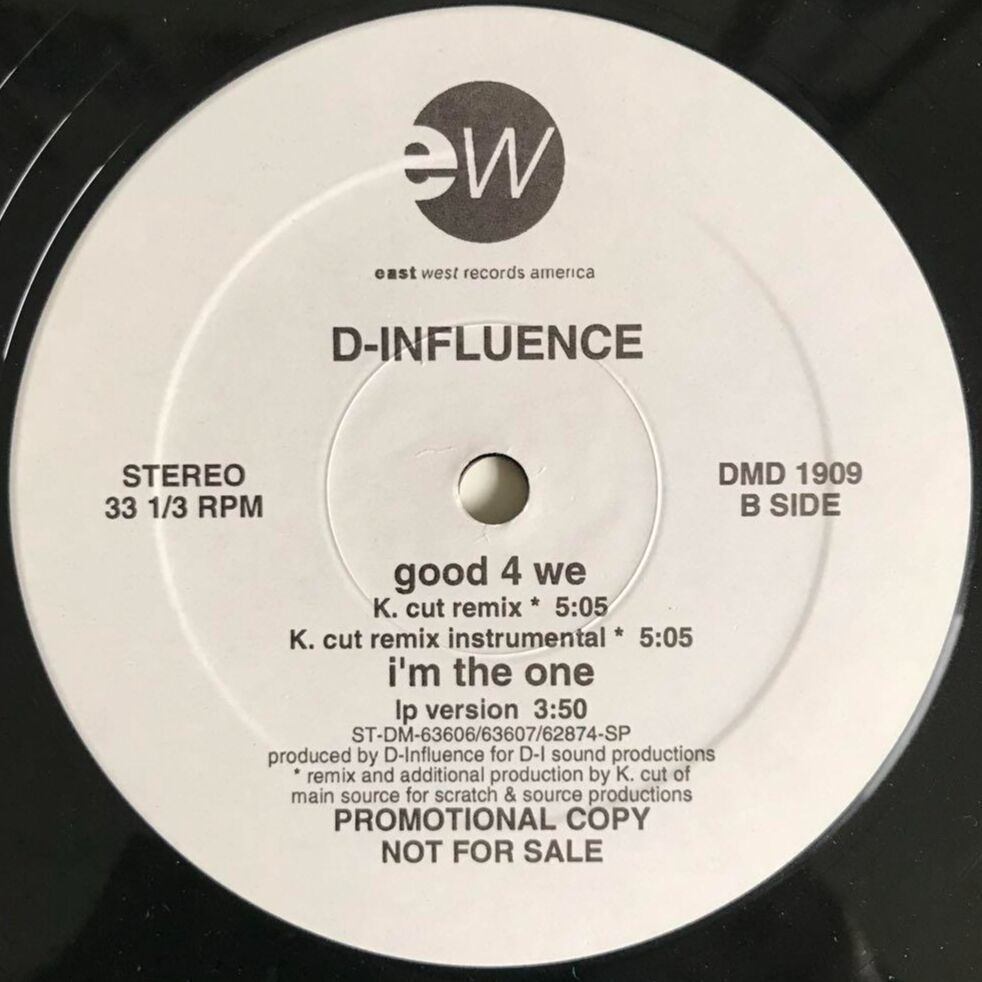 ew
east west records america
D-INFLUENCE
STEREO
33 1/3 RPM
DMD 1909
B SIDE
good 4 we
K. cut remix * 5:05
K. cut remix instrumental * 5:05
i'm the one
lp version 3:50
ST-DM-63606/63607/62874-SP
produced by D-Influence for D-I sound productions
* remix and additional production by K. cut of
main source for scratch & source productions
PROMOTIONAL COPY
NOT FOR SALE